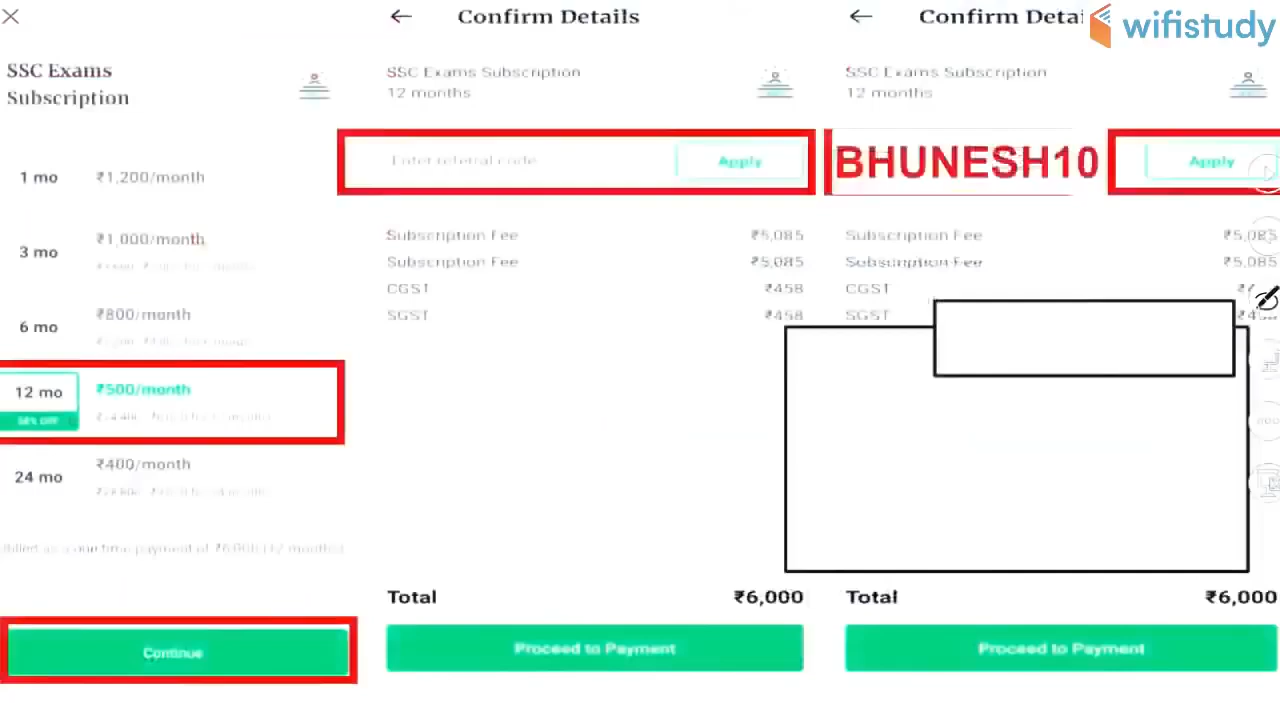 SSC Exams
Subscription
1 mo ₹1,200/month
3 mo ₹1,000/month
6 mo ₹800/month
12 mo ₹500/month
24 mo ₹400/month
Continue
Confirm Details
SSC Exams Subscription
12 months
Enter referral code Apply
Subscription Fee ₹5,085
Subscription Fee ₹5,085
CGST ₹458
SGST ₹458
Total ₹6,000
Proceed to Payment
Confirm Detai
wifistudy
SSC Exams Subscription
12 months
BHUNESH10 Apply
Subscription Fee ₹5,085
Subscription Fee ₹5,085
CGST
SGST
Total ₹6,000
Proceed to Payment